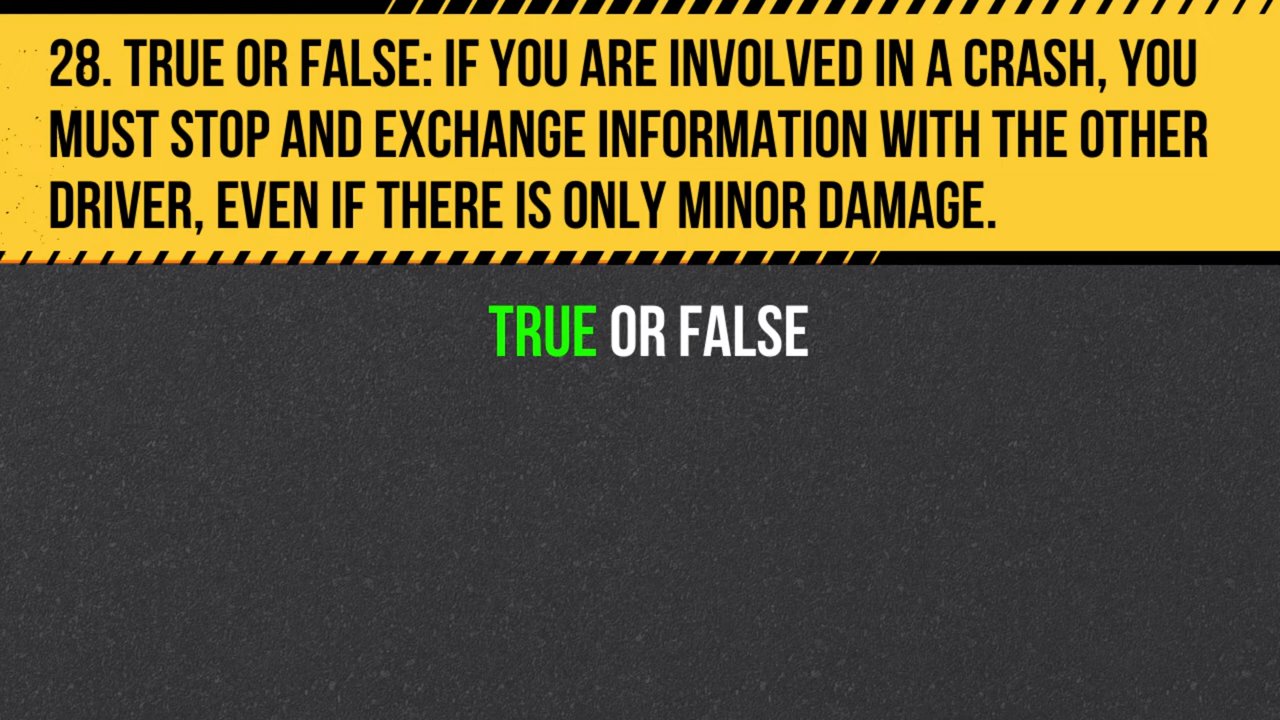 28. TRUE OR FALSE: IF YOU ARE INVOLVED IN A CRASH, YOU
MUST STOP AND EXCHANGE INFORMATION WITH THE OTHER
DRIVER, EVEN IF THERE IS ONLY MINOR DAMAGE.
TRUE OR FALSE